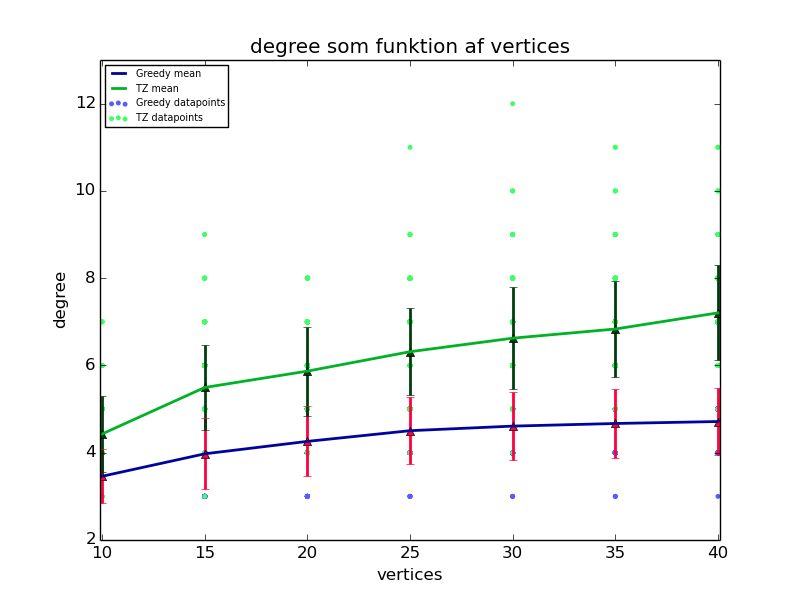 degree som funktion af vertices
Greedy mean
TZ mean
Greedy datapoints
TZ datapoints
12
10
8
6
4
2
degree
10 15 20 25 30 35 40
vertices